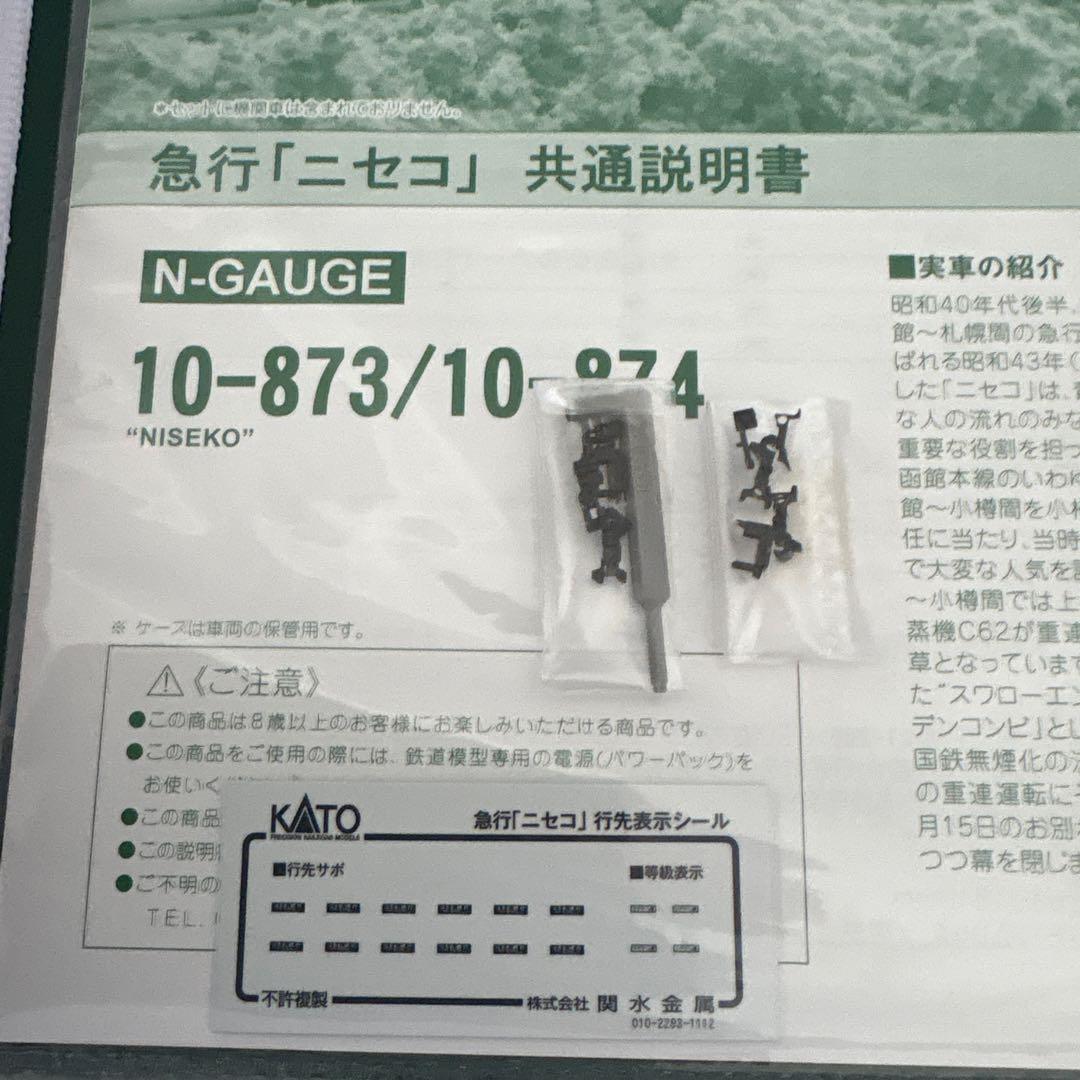 ＊セットに機関車は含まれておりません。
急行「ニセコ」 共通説明書
N-GAUGE
10-873/10-874
“NISEKO”
※ ケースは車両の保管用です。
⚠《ご注意》
●この商品は8歳以上のお客様にお楽しみいただける商品です。
●この商品をご使用の際には、鉄道模型専用の電源(パワーパック)を
お使いく
●この商品
●この説明
●ご不明の
TEL.
■実車の紹介
昭和40年代後半、
館～札幌間の急行
ばれる昭和43年(
した「ニセコ」は、
な人の流れのみな
重要な役割を担っ
函館本線のいわゆ
館～小樽間を小
任に当たり、当時
で大変な人気を
～小樽間では上
蒸機C62が重連
草となっています
た“スワローエン
デンコンビ」とし
国鉄無煙化の
の重連運転に
月15日のお別
つつ幕を閉じま
KATO
PRECISION RAILROAD MODELS
急行「ニセコ」行先表示シール
■行先サボ
■等級表示
不許複製
株式会社 関水金属
010-2293-1112